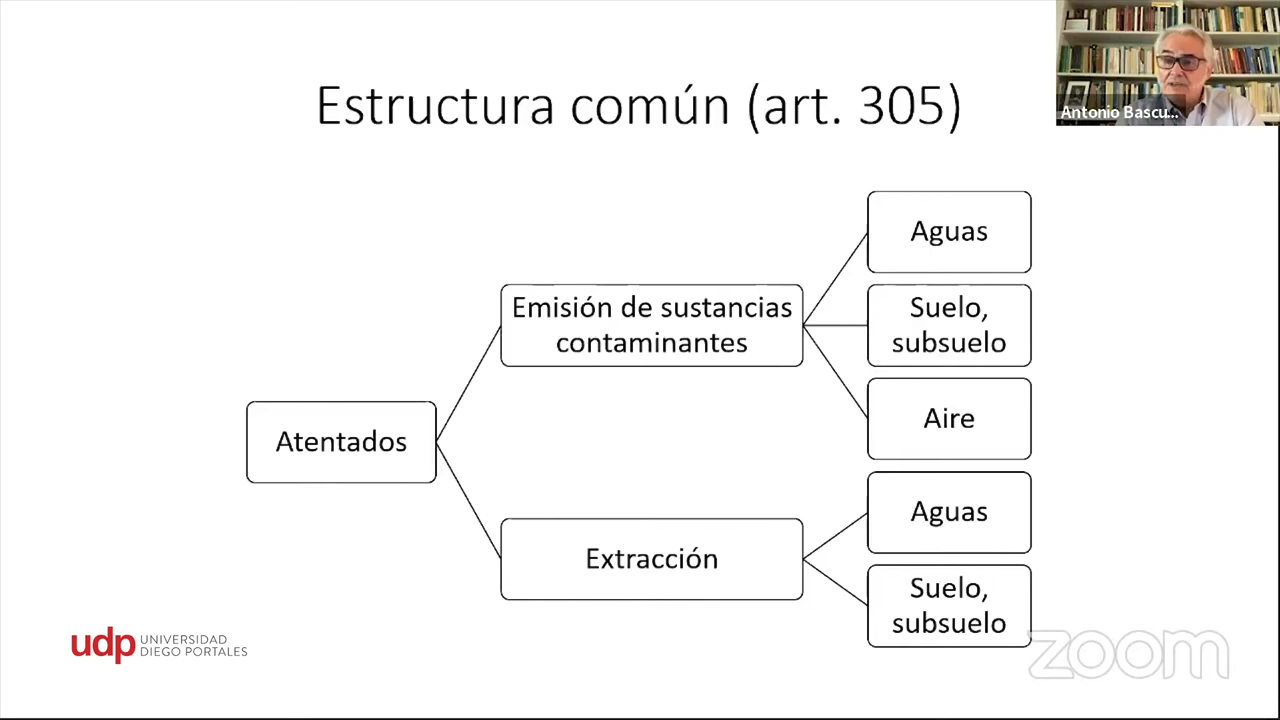 Estructura común (art. 305)
Antonio Bascu...
Atentados
Emisión de sustancias
contaminantes
Aguas
Suelo,
subsuelo
Aire
Extracción
Aguas
Suelo,
subsuelo
udp UNIVERSIDAD
DIEGO PORTALES
zoom